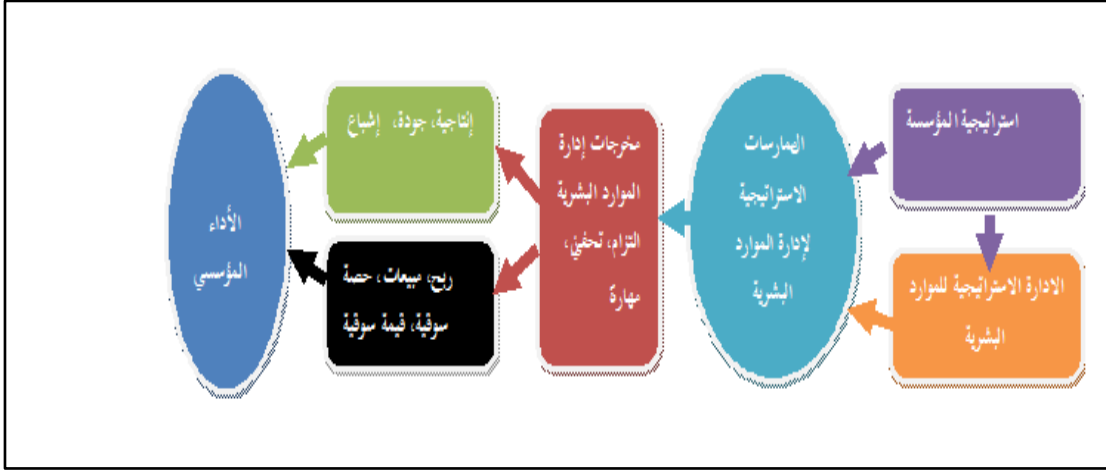 استراتيجية المؤسسة
الادارة الاستراتيجية للموارد
البشرية
الممارسات
الاستراتيجية
لإدارة الموارد
البشرية
مخرجات إدارة
الموارد البشرية
التزام، تحفيز،
مهارة
إنتاجية، جودة، إشباع
ربح، مبيعات، حصة
سوقية، قيمة سوقية
الأداء
المؤسسي